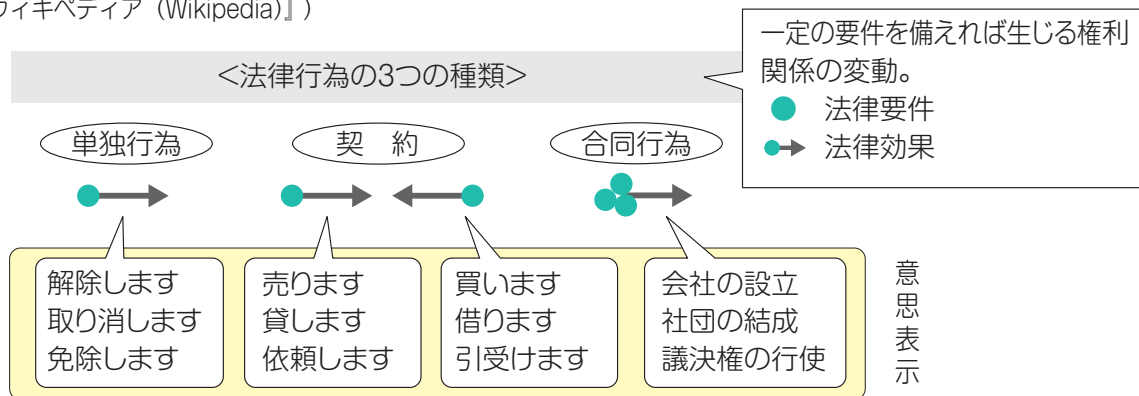 ウィキペディア（Wikipedia)』）
一定の要件を備えれば生じる権利
関係の変動。
法律要件
法律効果
<法律行為の3つの種類>
単独行為
契　約
合同行為
解除します
取り消します
免除します
売ります
貸します
依頼します
買います
借ります
引受けます
会社の設立
社団の結成
議決権の行使
意思表示